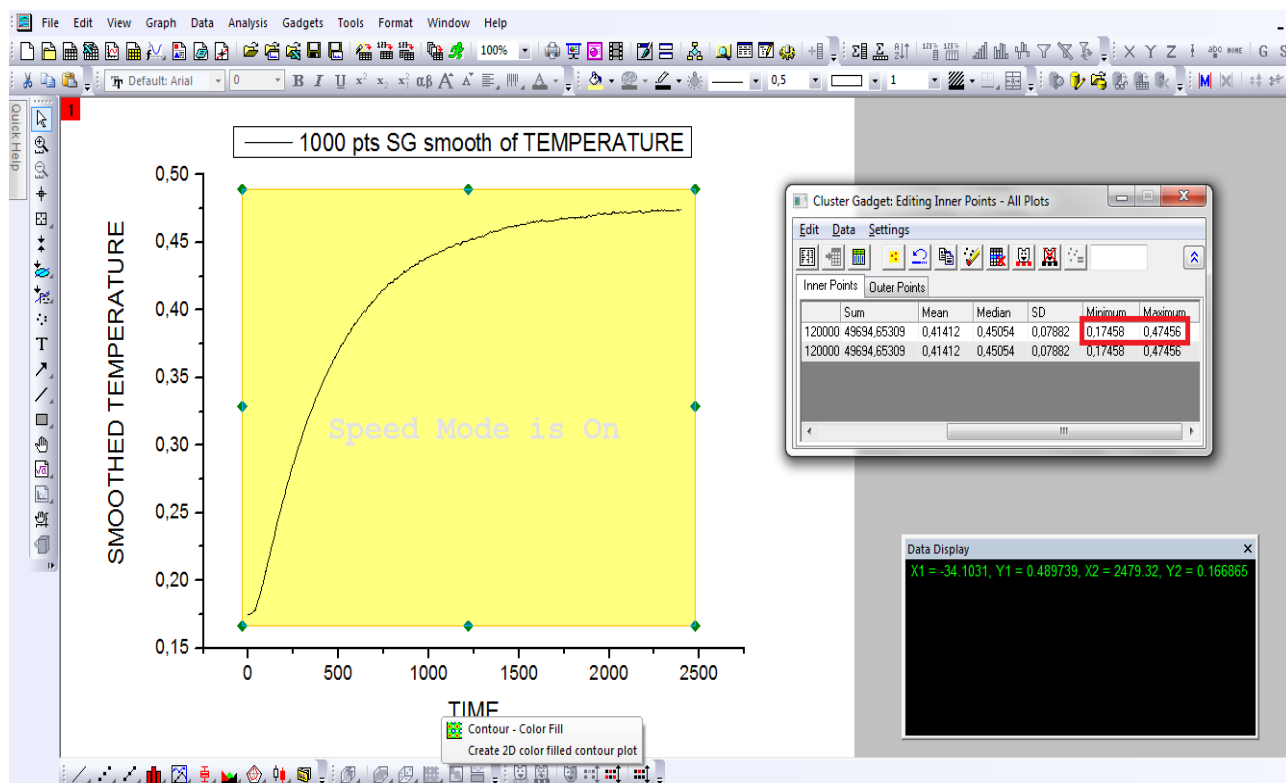 File Edit View Graph Data Analysis Gadgets Tools Format Window Help
100%
X Y Z
Default: Arial 0 B I U x² x₂ αβ A A 0,5 1
Quick Help
1
1000 pts SG smooth of TEMPERATURE
SMOOTHED TEMPERATURE
0,50
0,45
0,40
0,35
0,30
0,25
0,20
0,15
Speed Mode is On
0 500 1000 1500 2000 2500
TIME
Contour - Color Fill
Create 2D color filled contour plot
Cluster Gadget: Editing Inner Points - All Plots
Edit Data Settings
Inner Points Outer Points
Sum Mean Median SD Minimum Maximum
120000 49694,65309 0,41412 0,45054 0,07882 0,17458 0,47456
120000 49694,65309 0,41412 0,45054 0,07882 0,17458 0,47456
Data Display
X1 = -34.1031, Y1 = 0.489739, X2 = 2479.32, Y2 = 0.166865